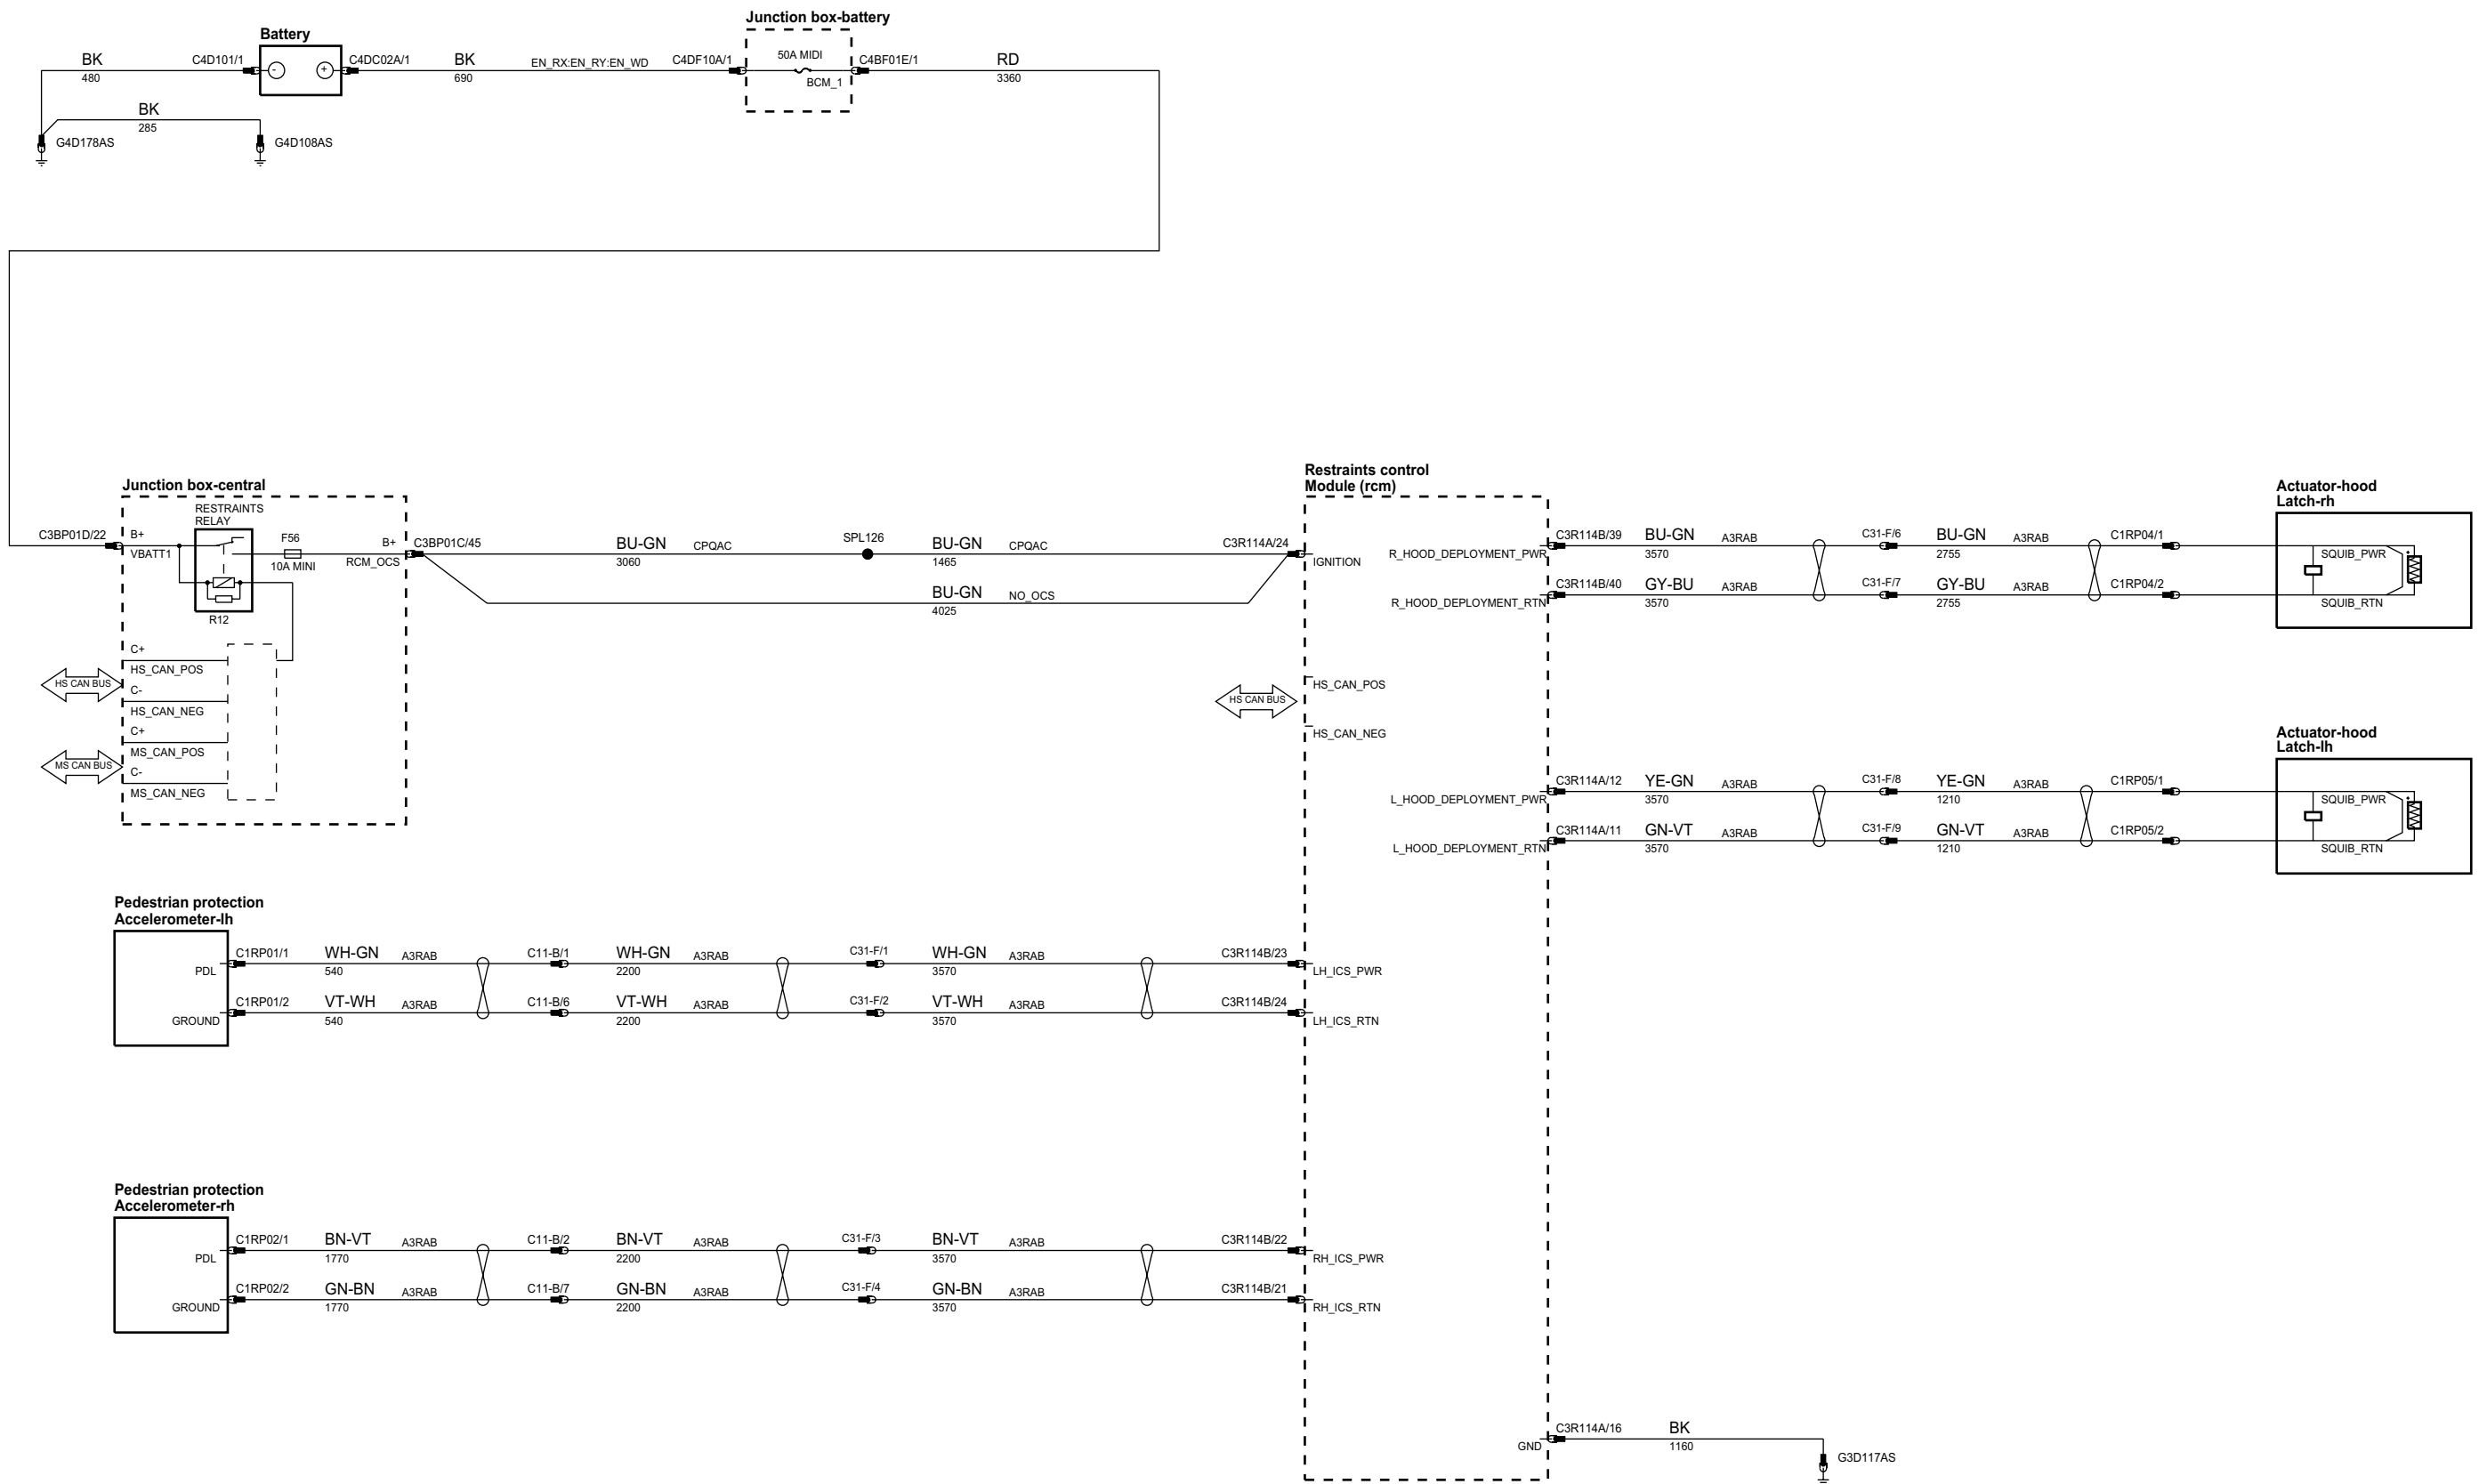 Junction box-battery
Battery
BK
480
C4D101/1
-
+
C4DC02A/1
BK
690
EN_RX:EN_RY:EN_WD
C4DF10A/1
50A MIDI
BCM_1
C4BF01E/1
RD
3360
BK
285
G4D178AS
G4D108AS
Junction box-central
RESTRAINTS
RELAY
C3BP01D/22
B+
VBATT1
F56
10A MINI
B+
RCM_OCS
R12
C3BP01C/45
BU-GN
3060
CPQAC
SPL126
BU-GN
1465
CPQAC
C3R114A/24
BU-GN
4025
NO_OCS
C+
HS_CAN_POS
HS CAN BUS
C-
HS_CAN_NEG
C+
MS_CAN_POS
MS CAN BUS
C-
MS_CAN_NEG
Restraints control
Module (rcm)
IGNITION
R_HOOD_DEPLOYMENT_PWR
R_HOOD_DEPLOYMENT_RTN
HS CAN BUS
HS_CAN_POS
HS_CAN_NEG
L_HOOD_DEPLOYMENT_PWR
L_HOOD_DEPLOYMENT_RTN
C3R114B/39
BU-GN
3570
A3RAB
C31-F/6
BU-GN
2755
A3RAB
C1RP04/1
C3R114B/40
GY-BU
3570
A3RAB
C31-F/7
GY-BU
2755
A3RAB
C1RP04/2
Actuator-hood
Latch-rh
SQUIB_PWR
SQUIB_RTN
C3R114A/12
YE-GN
3570
A3RAB
C31-F/8
YE-GN
1210
A3RAB
C1RP05/1
C3R114A/11
GN-VT
3570
A3RAB
C31-F/9
GN-VT
1210
A3RAB
C1RP05/2
Actuator-hood
Latch-lh
SQUIB_PWR
SQUIB_RTN
Pedestrian protection
Accelerometer-lh
PDL
GROUND
C1RP01/1
WH-GN
540
A3RAB
C11-B/1
WH-GN
2200
A3RAB
C31-F/1
WH-GN
3570
A3RAB
C3R114B/23
LH_ICS_PWR
C1RP01/2
VT-WH
540
A3RAB
C11-B/6
VT-WH
2200
A3RAB
C31-F/2
VT-WH
3570
A3RAB
C3R114B/24
LH_ICS_RTN
Pedestrian protection
Accelerometer-rh
PDL
GROUND
C1RP02/1
BN-VT
1770
A3RAB
C11-B/2
BN-VT
2200
A3RAB
C31-F/3
BN-VT
3570
A3RAB
C3R114B/22
RH_ICS_PWR
C1RP02/2
GN-BN
1770
A3RAB
C11-B/7
GN-BN
2200
A3RAB
C31-F/4
GN-BN
3570
A3RAB
C3R114B/21
RH_ICS_RTN
GND
C3R114A/16
BK
1160
G3D117AS